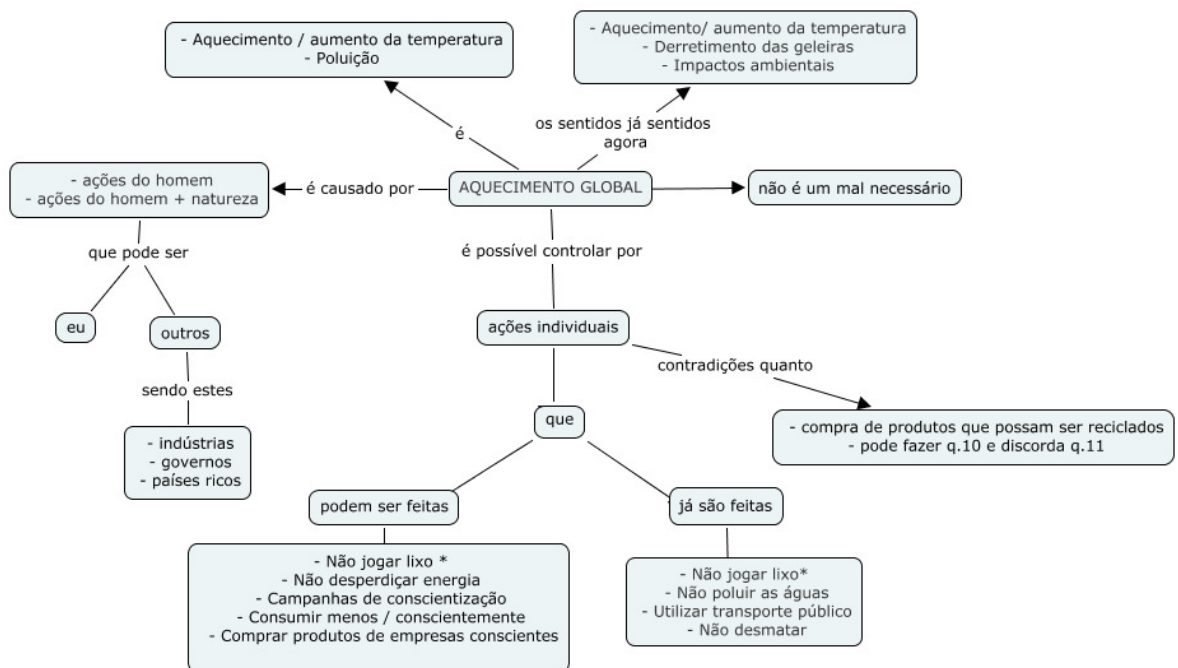 - Aquecimento / aumento da temperatura
- Poluição
- Aquecimento/ aumento da temperatura
- Derretimento das geleiras
- Impactos ambientais
é
os sentidos já sentidos
agora
- ações do homem
- ações do homem + natureza
é causado por
AQUECIMENTO GLOBAL
não é um mal necessário
que pode ser
é possível controlar por
eu
outros
ações individuais
sendo estes
contradições quanto
- indústrias
- governos
- países ricos
que
- compra de produtos que possam ser reciclados
- pode fazer q.10 e discorda q.11
podem ser feitas
já são feitas
- Não jogar lixo *
- Não desperdiçar energia
- Campanhas de conscientização
- Consumir menos / conscientemente
- Comprar produtos de empresas conscientes
- Não jogar lixo*
- Não poluir as águas
- Utilizar transporte público
- Não desmatar